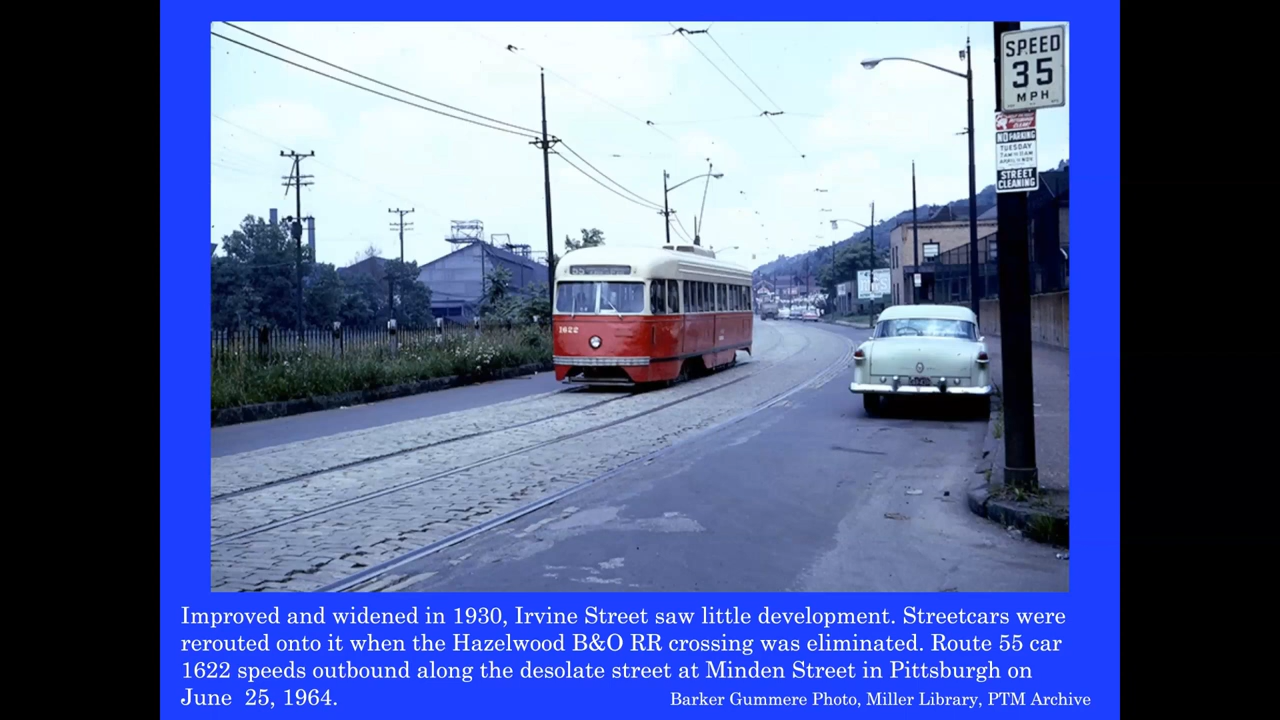 SPEED
35
MPH
NO PARKING
TUESDAY
STREET
CLEANING
55
1622
Improved and widened in 1930, Irvine Street saw little development. Streetcars were
rerouted onto it when the Hazelwood B&O RR crossing was eliminated. Route 55 car
1622 speeds outbound along the desolate street at Minden Street in Pittsburgh on
June 25, 1964.
Barker Gummere Photo, Miller Library, PTM Archive